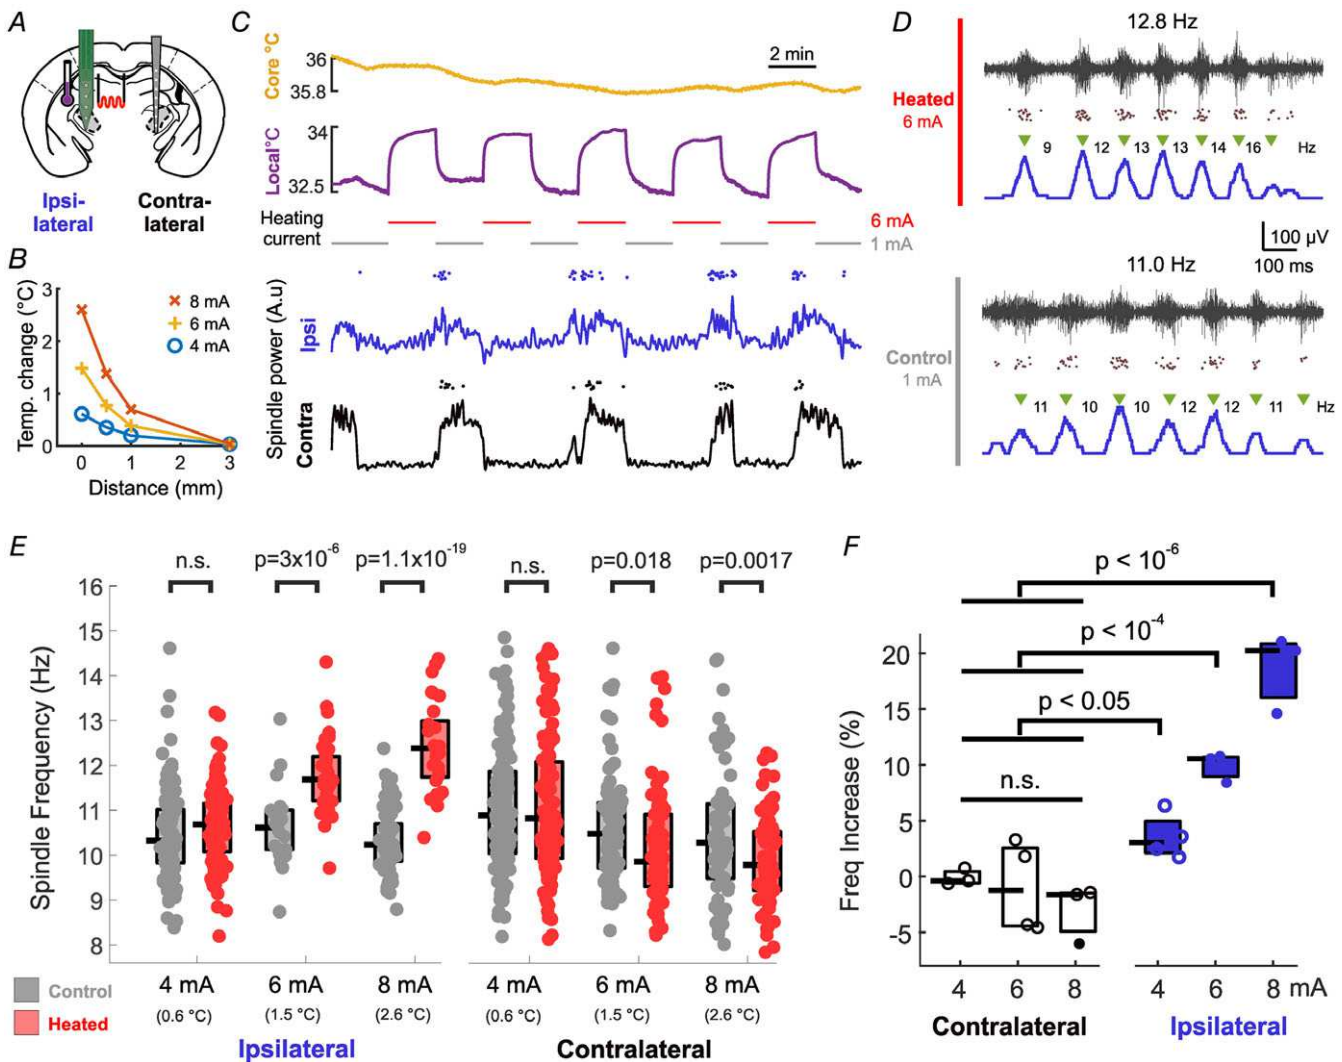 A
Ipsi-
lateral
Contra-
lateral
B
Temp. change (°C)
3
2
1
0
8 mA
6 mA
4 mA
0
1
2
3
Distance (mm)
C
Core °C
36
35.8
2 min
Local°C
34
32.5
Heating
current
6 mA
1 mA
Spindle power (A.u)
Ipsi
Contra
D
12.8 Hz
Heated
6 mA
9
12
13
13
14
16
Hz
100 µV
100 ms
11.0 Hz
Control
1 mA
11
10
10
12
12
11
Hz
E
n.s.
p=3x10-6
p=1.1x10-19
n.s.
p=0.018
p=0.0017
Spindle Frequency (Hz)
16
15
14
13
12
11
10
9
8
4 mA
6 mA
8 mA
4 mA
6 mA
8 mA
(0.6 °C)
(1.5 °C)
(2.6 °C)
(0.6 °C)
(1.5 °C)
(2.6 °C)
Control
Heated
Ipsilateral
Contralateral
F
p < 10-6
p < 10-4
p < 0.05
n.s.
Freq Increase (%)
20
15
10
5
0
-5
4
6
8
4
6
8 mA
Contralateral
Ipsilateral